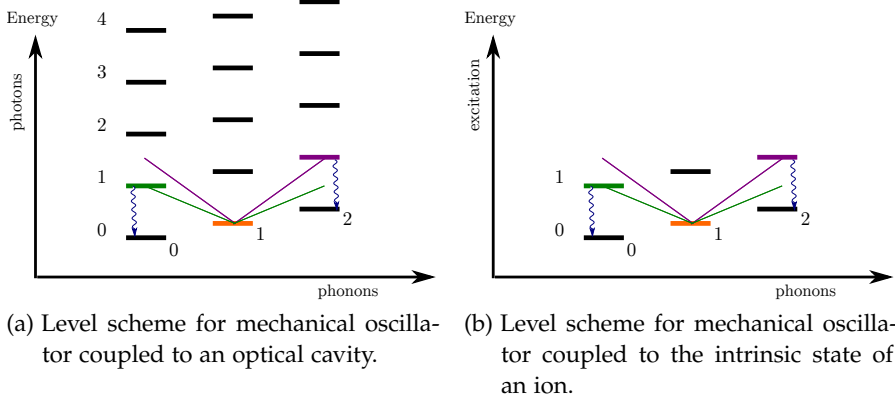 Energy
photons
4
3
2
1
0
0
1
2
phonons
(a) Level scheme for mechanical oscilla-
tor coupled to an optical cavity.
Energy
excitation
1
0
0
1
2
phonons
(b) Level scheme for mechanical oscilla-
tor coupled to the intrinsic state of
an ion.